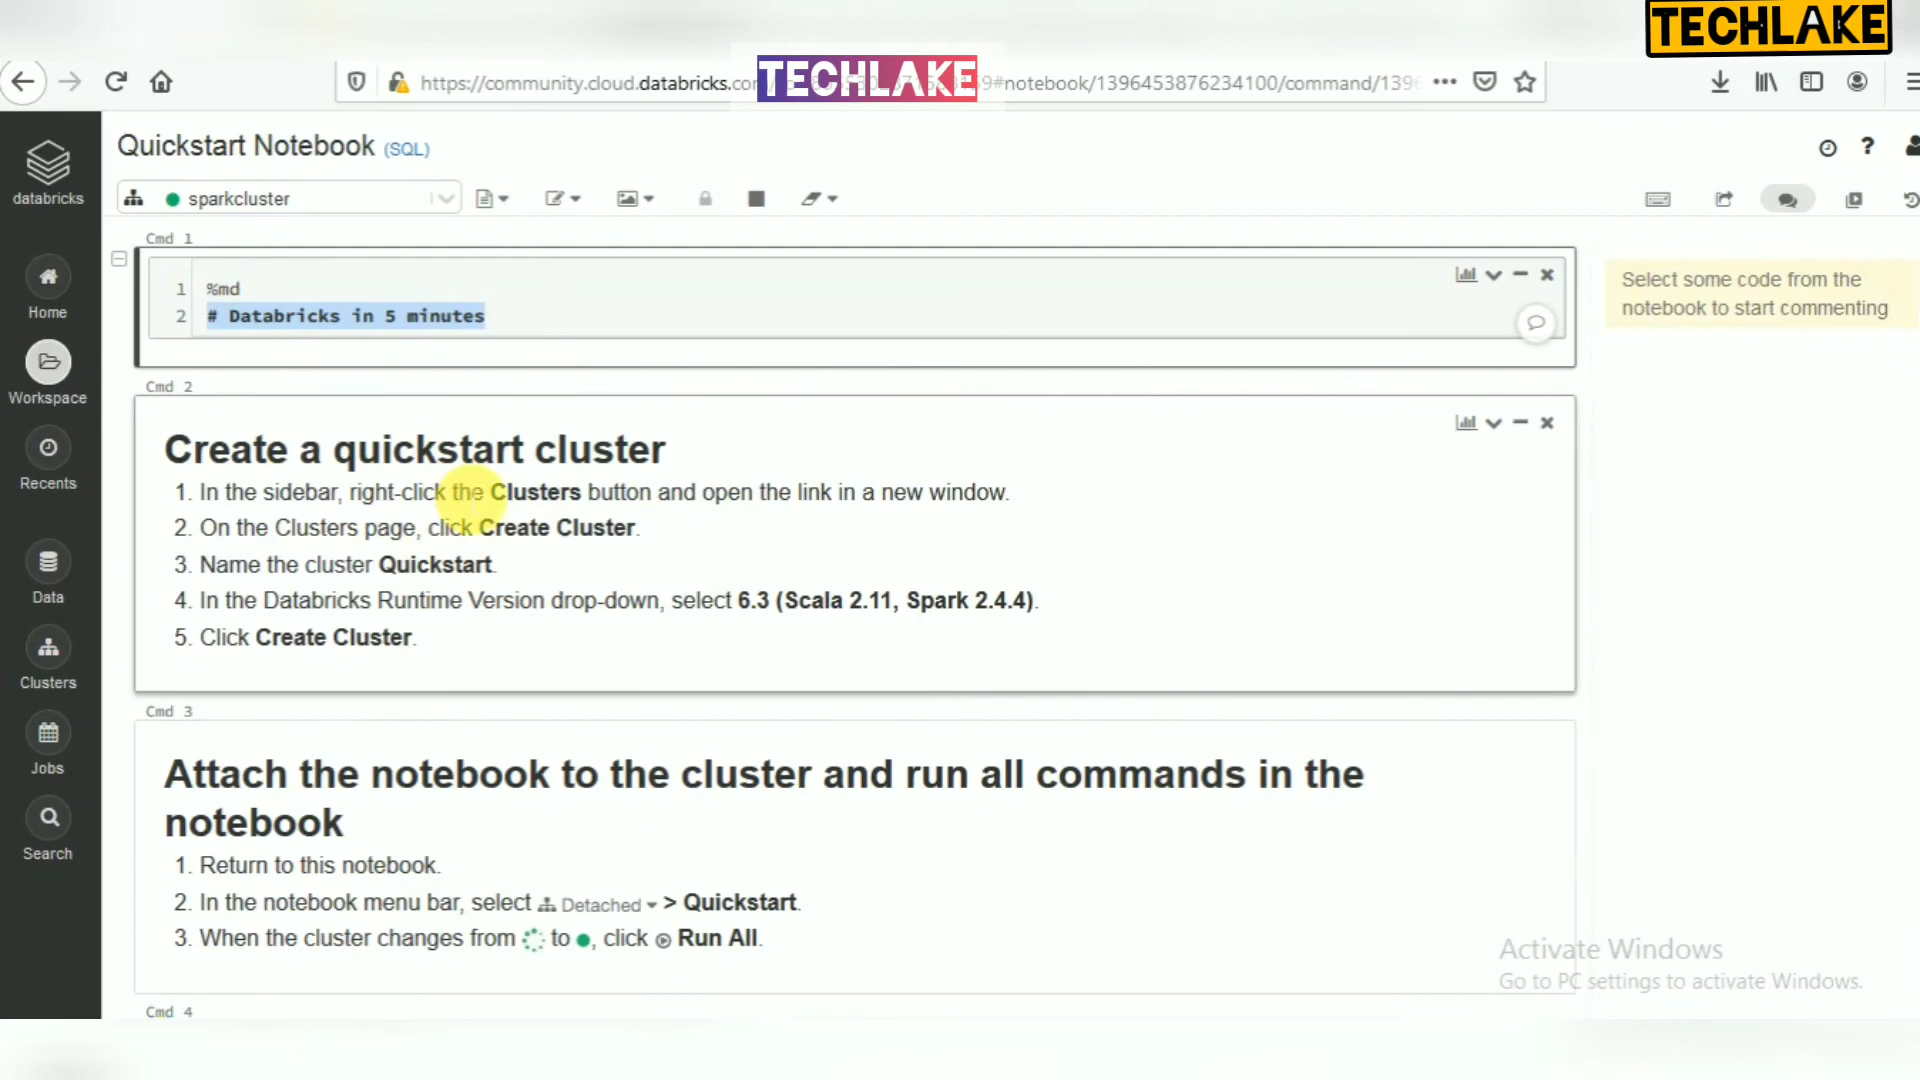 TECHLAKE
TECHLAKE
https://community.cloud.databricks.co
9#notebook/1396453876234100/command/139
databricks
Quickstart Notebook (SQL)
sparkcluster
Home
Workspace
Recents
Data
Clusters
Jobs
Search
Cmd 1
1 %md
2 # Databricks in 5 minutes
Select some code from the
notebook to start commenting
Cmd 2
Create a quickstart cluster
1. In the sidebar, right-click the Clusters button and open the link in a new window.
2. On the Clusters page, click Create Cluster.
3. Name the cluster Quickstart.
4. In the Databricks Runtime Version drop-down, select 6.3 (Scala 2.11, Spark 2.4.4).
5. Click Create Cluster.
Cmd 3
Attach the notebook to the cluster and run all commands in the
notebook
1. Return to this notebook.
2. In the notebook menu bar, select Detached > Quickstart.
3. When the cluster changes from to , click Run All.
Cmd 4
Activate Windows
Go to PC settings to activate Windows.